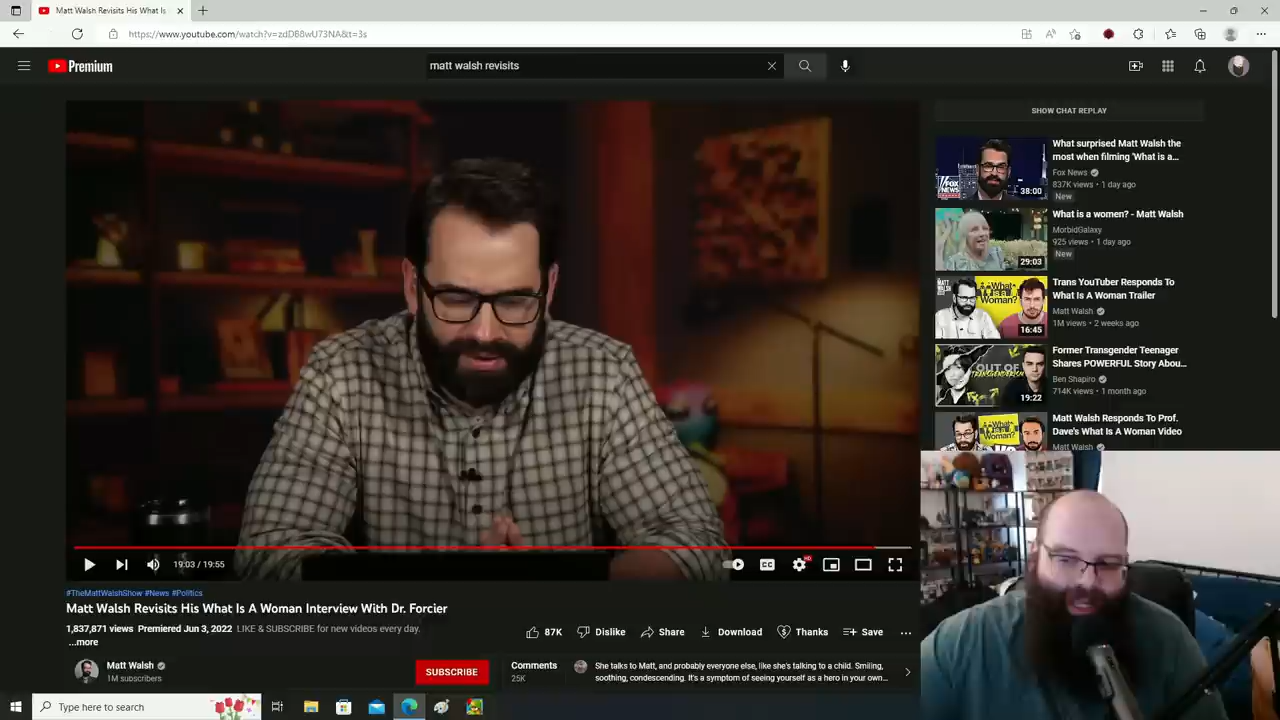 Matt Walsh Revisits His What Is
https://www.youtube.com/watch?v=zdDB8wU73NA&t=3s
Premium
matt walsh revisits
SHOW CHAT REPLAY
What surprised Matt Walsh the
most when filming 'What is a...
Fox News
837K views • 1 day ago
New
38:00
What is a women? - Matt Walsh
MorbidGalaxy
925 views • 1 day ago
New
29:03
Trans YouTuber Responds To
What Is A Woman Trailer
Matt Walsh
1M views • 2 weeks ago
16:45
Former Transgender Teenager
Shares POWERFUL Story Abou...
Ben Shapiro
714K views • 1 month ago
OUT OF
TRANSGENDERISM
19:22
Matt Walsh Responds To Prof.
Dave's What Is A Woman Video
Matt Walsh
19:03 / 19:55
#TheMattWalshShow #News #Politics
Matt Walsh Revisits His What Is A Woman Interview With Dr. Forcier
1,837,871 views Premiered Jun 3, 2022 LIKE & SUBSCRIBE for new videos every day.
...more
87K Dislike Share Download Thanks Save
Matt Walsh
1M subscribers
SUBSCRIBE
Comments
25K
She talks to Matt, and probably everyone else, like she's talking to a child. Smiling,
soothing, condescending. It's a symptom of seeing yourself as a hero in your own...
Type here to search